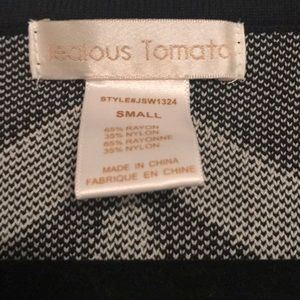 Jealous Tomato
STYLE#JSW1324
SMALL
65% RAYON
35% NYLON
65% RAYONNE
35% NYLON
MADE IN CHINA
FABRIQUE EN CHINE